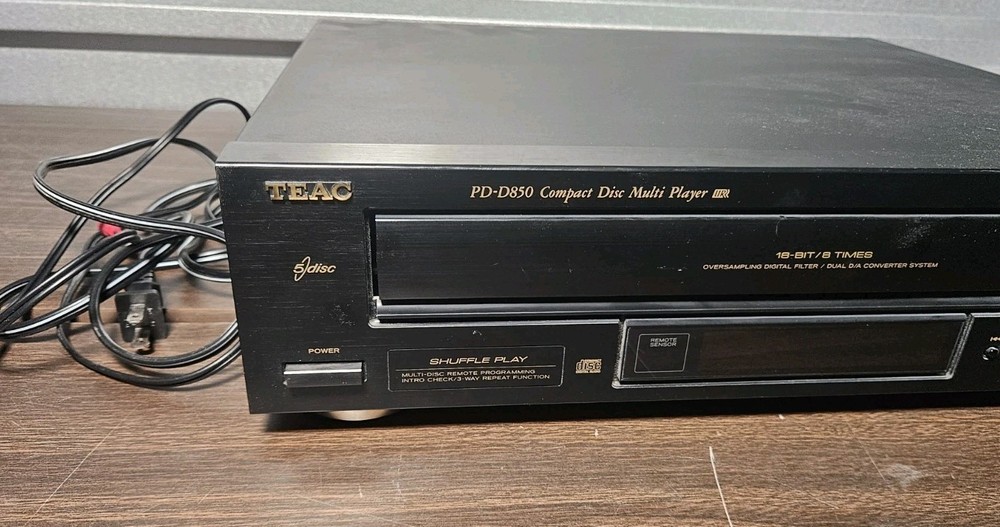 TEAC
PD-D850 Compact Disc Multi Player
5 disc
18-BIT/8 TIMES
OVERSAMPLING DIGITAL FILTER / DUAL D/A CONVERTER SYSTEM
REMOTE
SENSOR
POWER
SHUFFLE PLAY
MULTI-DISC REMOTE PROGRAMMING
INTRO CHECK/3-WAY REPEAT FUNCTION
disc